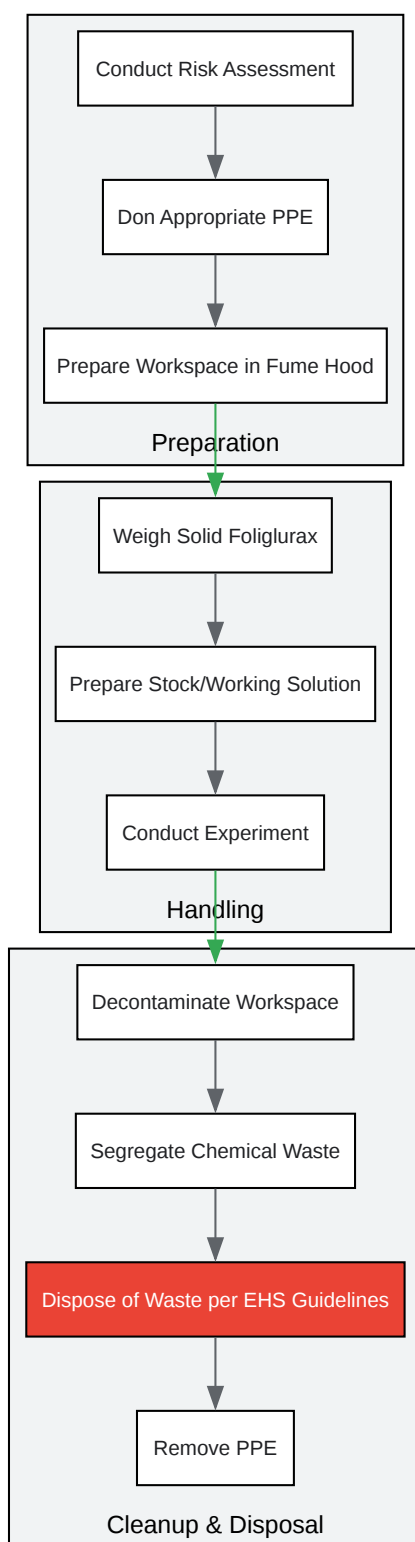 Conduct Risk Assessment
Don Appropriate PPE
Prepare Workspace in Fume Hood
Preparation
Weigh Solid Foliglurax
Prepare Stock/Working Solution
Conduct Experiment
Handling
Decontaminate Workspace
Segregate Chemical Waste
Dispose of Waste per EHS Guidelines
Remove PPE
Cleanup & Disposal